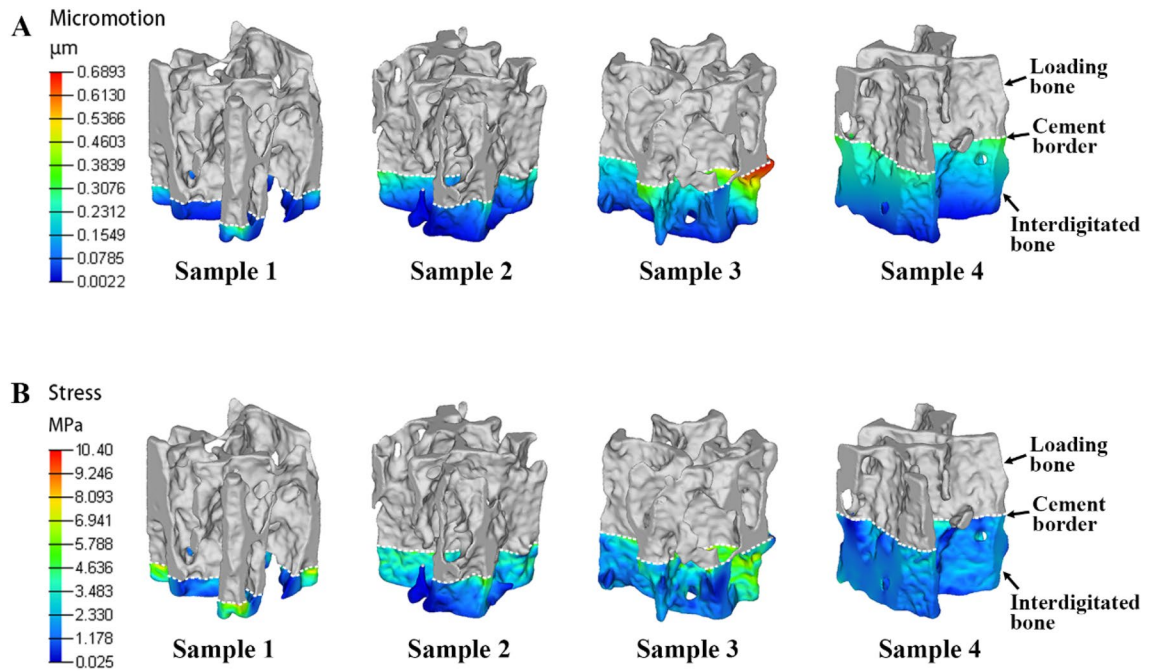 A
Micromotion
µm
0.6893
0.6130
0.5366
0.4603
0.3839
0.3076
0.2312
0.1549
0.0785
0.0022
Loading
bone
Cement
border
Interdigitated
bone
Sample 1
Sample 2
Sample 3
Sample 4
B
Stress
MPa
10.40
9.246
8.093
6.941
5.788
4.636
3.483
2.330
1.178
0.025
Loading
bone
Cement
border
Interdigitated
bone
Sample 1
Sample 2
Sample 3
Sample 4